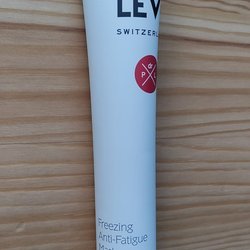 LEV
SWITZERL
P L
Freezing
Anti-Fatigue